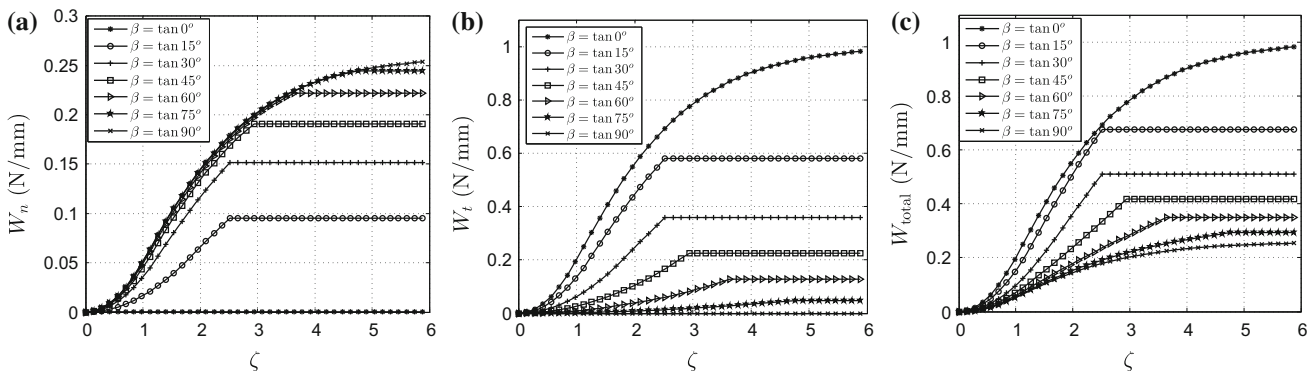 (a)
0.3
0.25
0.2
0.15
0.1
0.05
0
W_n (N/mm)
β = tan 0°
β = tan 15°
β = tan 30°
β = tan 45°
β = tan 60°
β = tan 75°
β = tan 90°
0 1 2 3 4 5 6
ζ
(b)
1
0.8
0.6
0.4
0.2
0
W_t (N/mm)
β = tan 0°
β = tan 15°
β = tan 30°
β = tan 45°
β = tan 60°
β = tan 75°
β = tan 90°
0 1 2 3 4 5 6
ζ
(c)
1
0.8
0.6
0.4
0.2
0
W_total (N/mm)
β = tan 0°
β = tan 15°
β = tan 30°
β = tan 45°
β = tan 60°
β = tan 75°
β = tan 90°
0 1 2 3 4 5 6
ζ